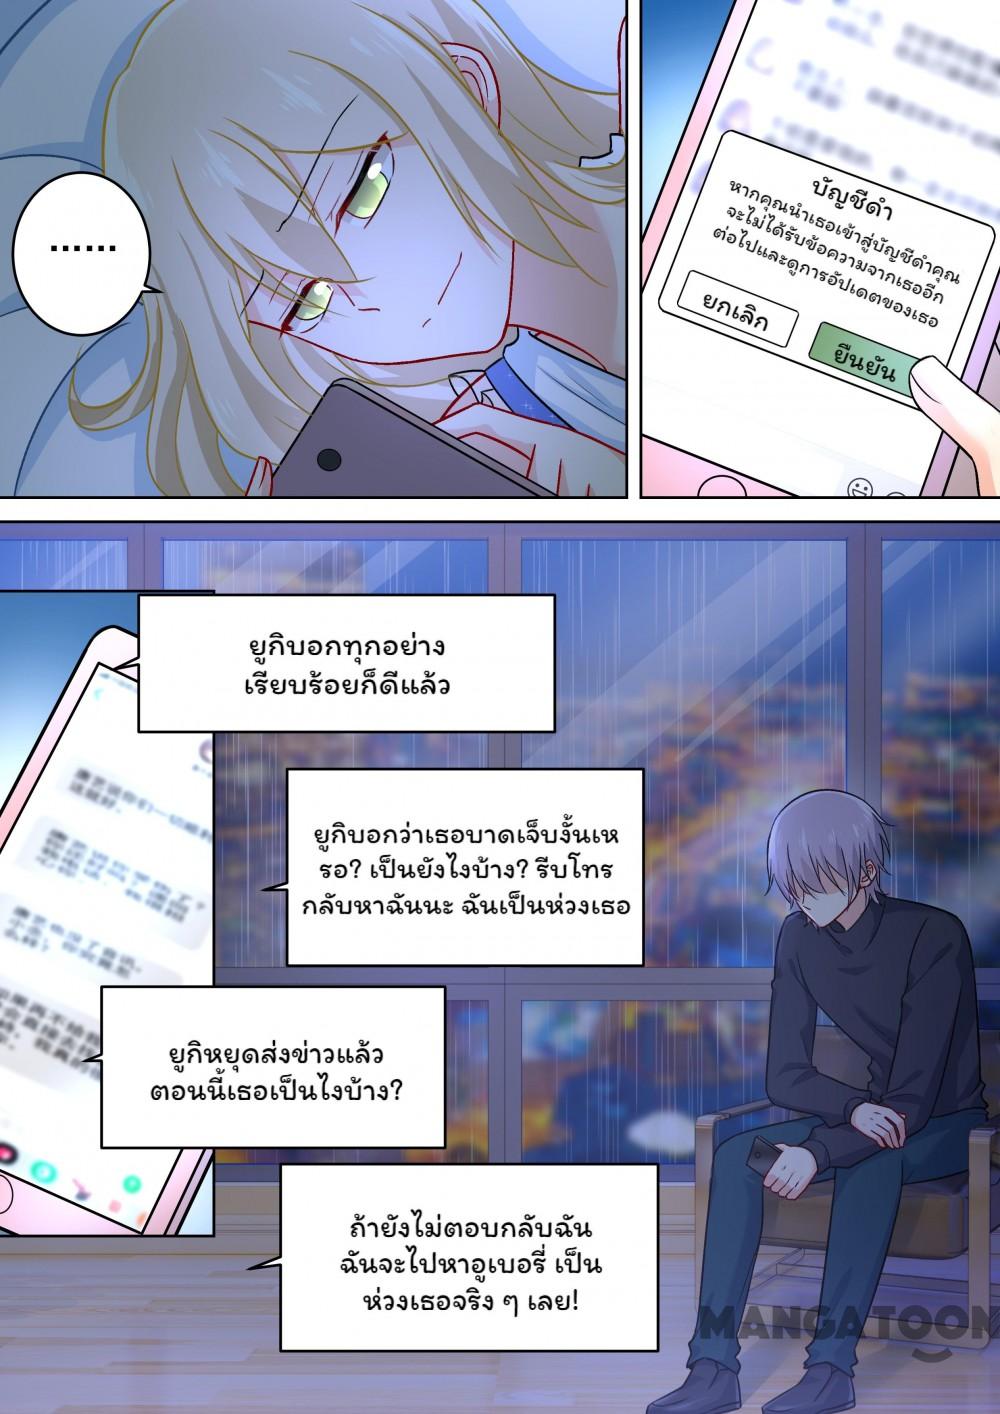 ......
บัญชีดำ
หากคุณนำเธอเข้าสู่บัญชีดำคุณ
จะไม่ได้รับข้อความจากเธออีก
ต่อไปและดูการอัปเดตของเธอ
ยกเลิก
ยืนยัน
ยูกิบอกทุกอย่าง
เรียบร้อยก็ดีแล้ว
ยูกิบอกว่าเธอบาดเจ็บงั้นเห
รอ? เป็นยังไงบ้าง? รีบโทร
กลับหาฉันนะ ฉันเป็นห่วงเธอ
ยูกิหยุดส่งข่าวแล้ว
ตอนนี้เธอเป็นไงบ้าง?
ถ้ายังไม่ตอบกลับฉัน
ฉันจะไปหาอูเบอรี่ เป็น
ห่วงเธอจริง ๆ เลย!
MANGATOON